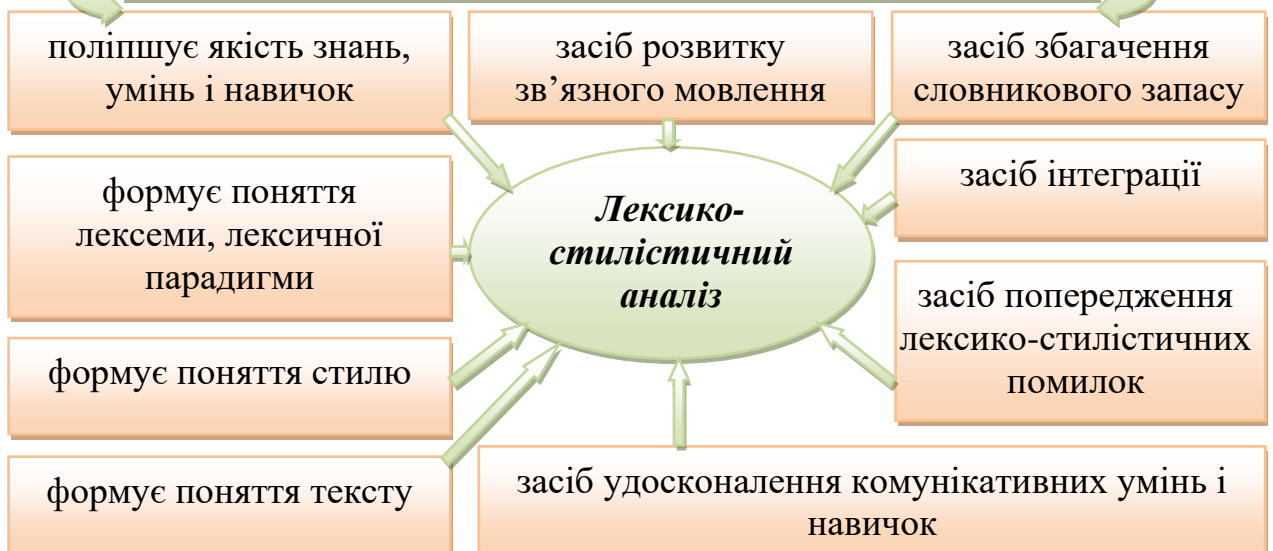 поліпшує якість знань,
умінь і навичок
засіб розвитку
зв’язного мовлення
засіб збагачення
словникового запасу
формує поняття
лексеми, лексичної
парадигми
Лексико-
стилістичний
аналіз
засіб інтеграції
засіб попередження
лексико-стилістичних
помилок
формує поняття стилю
формує поняття тексту
засіб удосконалення комунікативних умінь і
навичок